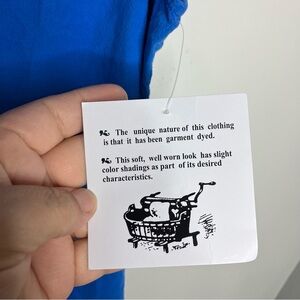 The unique nature of this clothing
is that it has been garment dyed.
This soft, well worn look has slight
color shadings as part of its desired
characteristics.